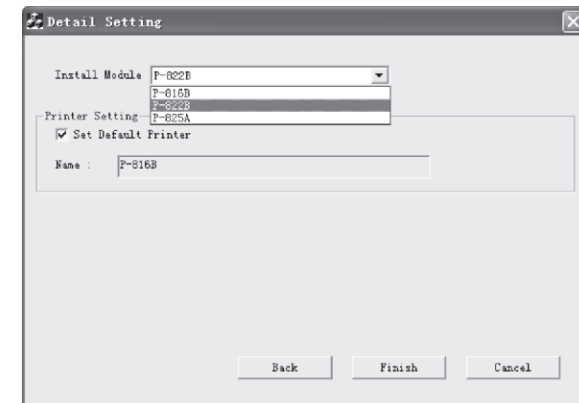 Detail Setting
Install Module P-822B
P-816B
P-822B
P-825A
Printer Setting
Set Default Printer
Name : P-816B
Back Finish Cancel